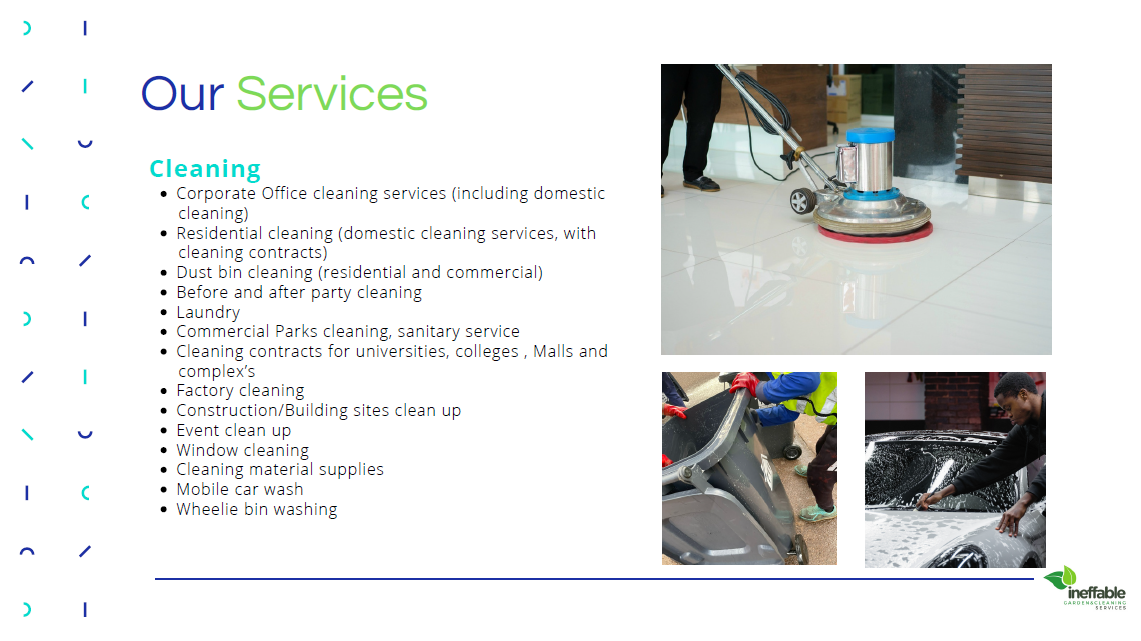 Our Services
Cleaning
• Corporate Office cleaning services (including domestic
cleaning)
• Residential cleaning (domestic cleaning services, with
cleaning contracts)
• Dust bin cleaning (residential and commercial)
• Before and after party cleaning
• Laundry
• Commercial Parks cleaning, sanitary service
• Cleaning contracts for universities, colleges , Malls and
complex’s
• Factory cleaning
• Construction/Building sites clean up
• Event clean up
• Window cleaning
• Cleaning material supplies
• Mobile car wash
• Wheelie bin washing
ineffable
GARDEN&CLEANING
SERVICES